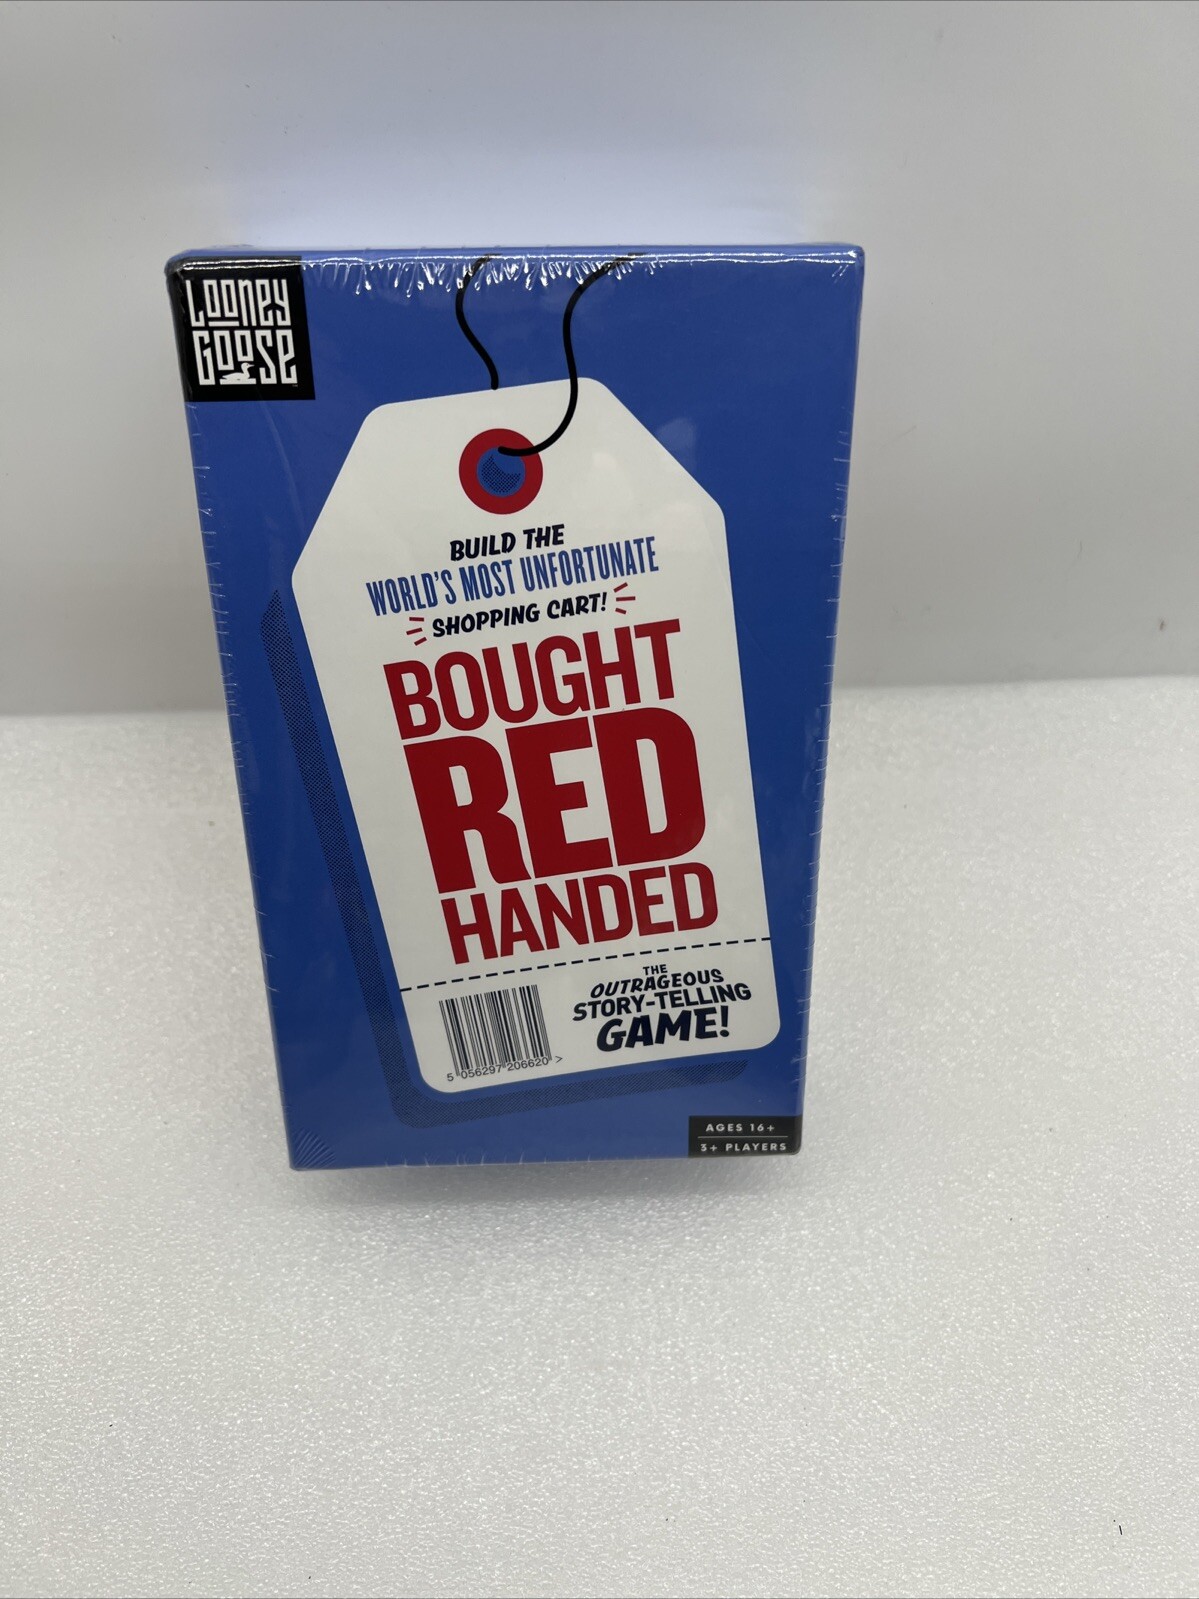 LOONEY
GOOSE
BUILD THE
WORLD'S MOST UNFORTUNATE
SHOPPING CART!
BOUGHT
RED
HANDED
THE
OUTRAGEOUS
STORY-TELLING
GAME!
5 056297 206620 >
AGES 16+
3+ PLAYERS